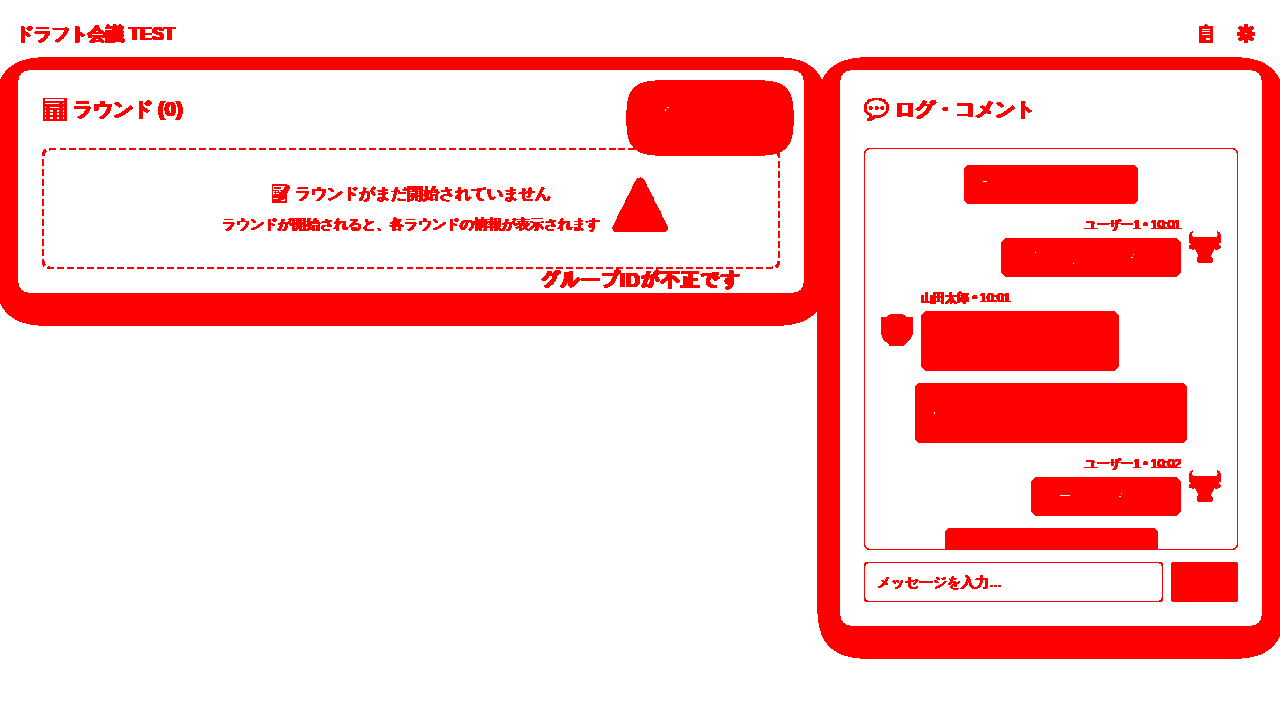 ドラフト会議 TEST
ラウンド (0)
ラウンドがまだ開始されていません
ラウンドが開始されると、各ラウンドの情報が表示されます
グループIDが不正です
ログ・コメント
ユーザー1 • 10:01
山田太郎 • 10:01
ユーザー1 • 10:02
メッセージを入力...